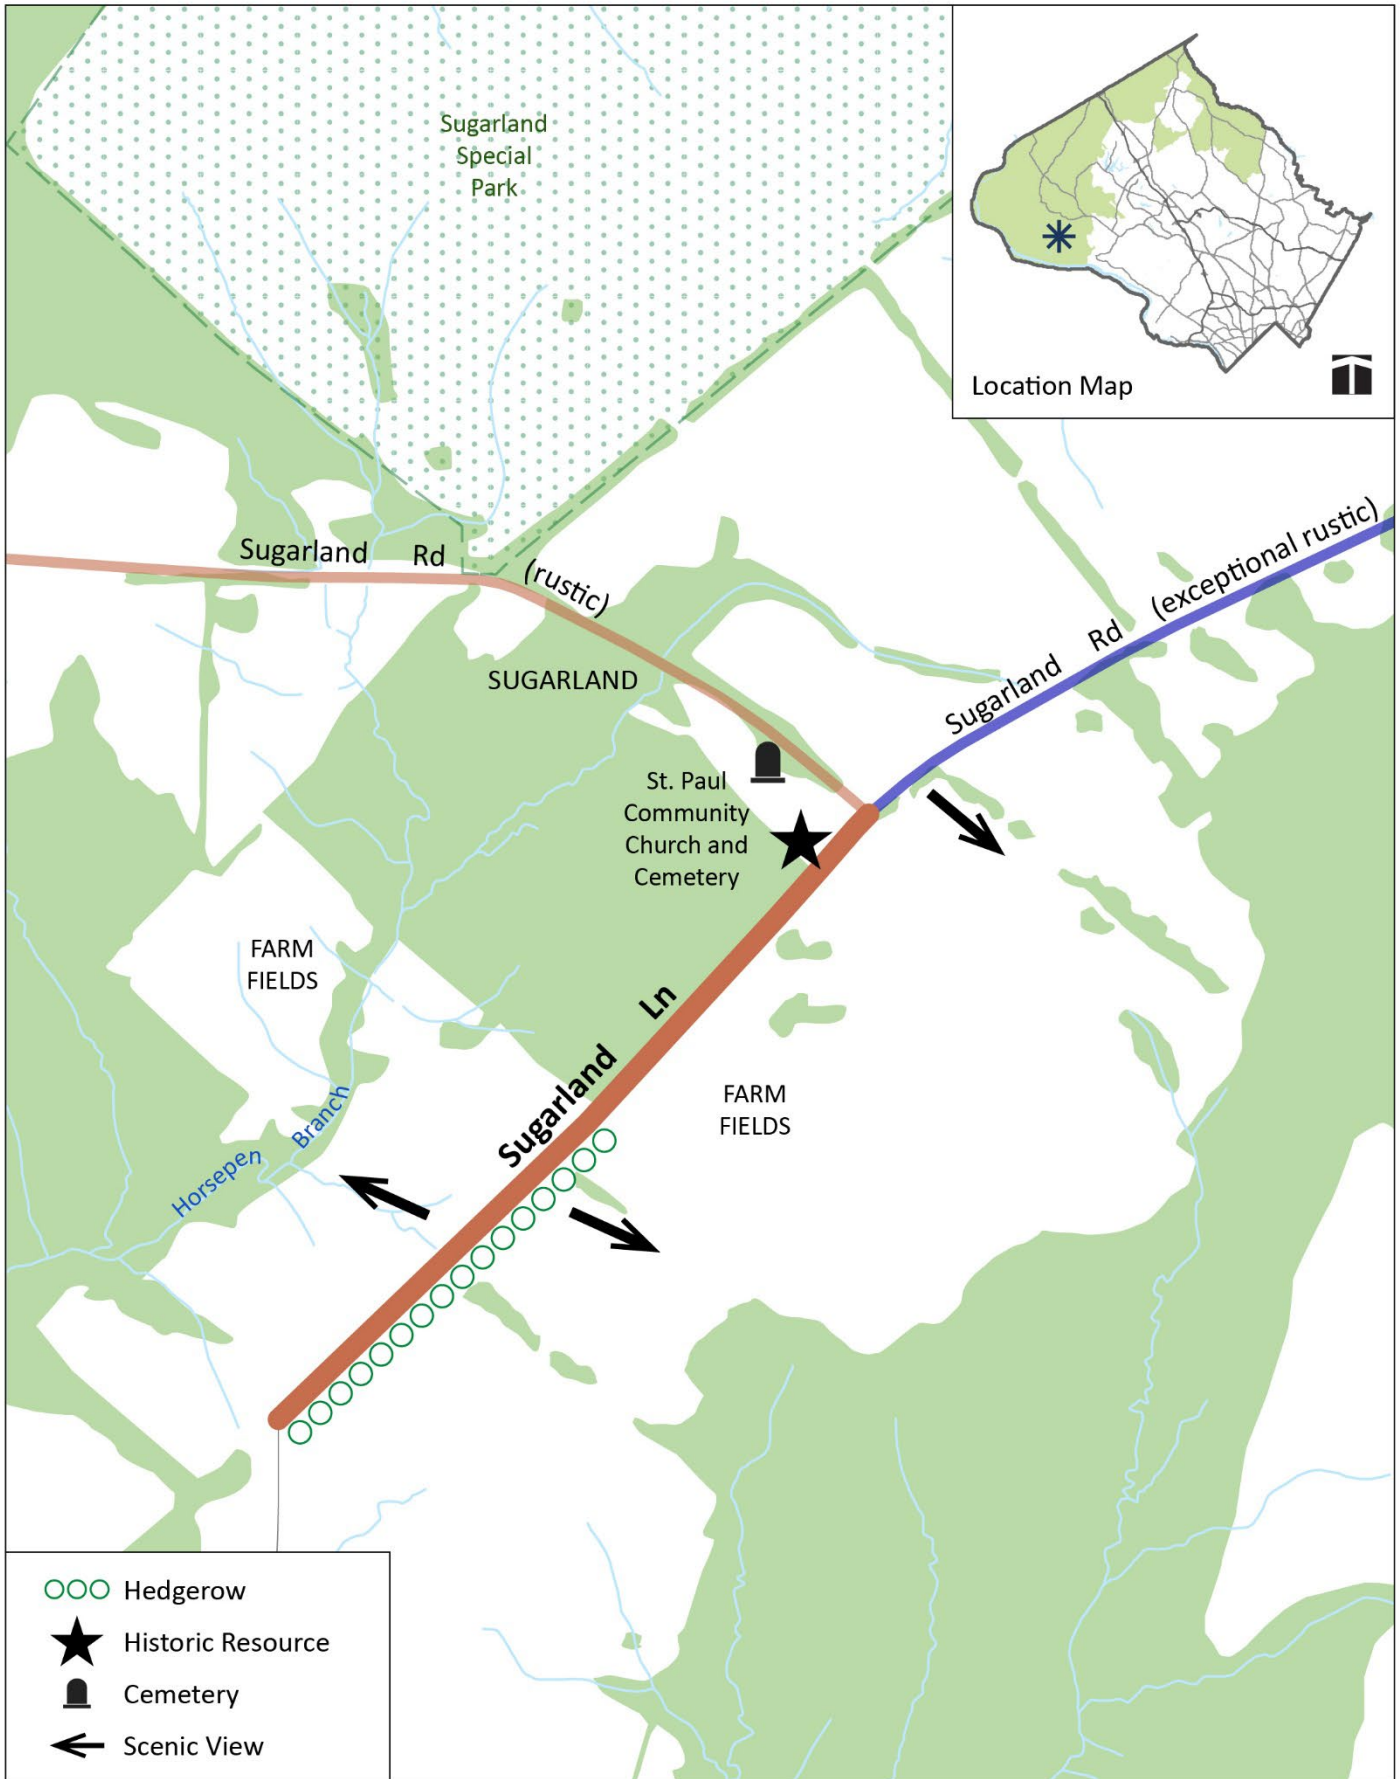 Sugarland
Special
Park
Location Map
Sugarland Rd (rustic)
Sugarland Rd (exceptional rustic)
SUGARLAND
St. Paul
Community
Church and
Cemetery
FARM
FIELDS
Sugarland Ln
FARM
FIELDS
Horsepen Branch
Hedgerow
Historic Resource
Cemetery
Scenic View